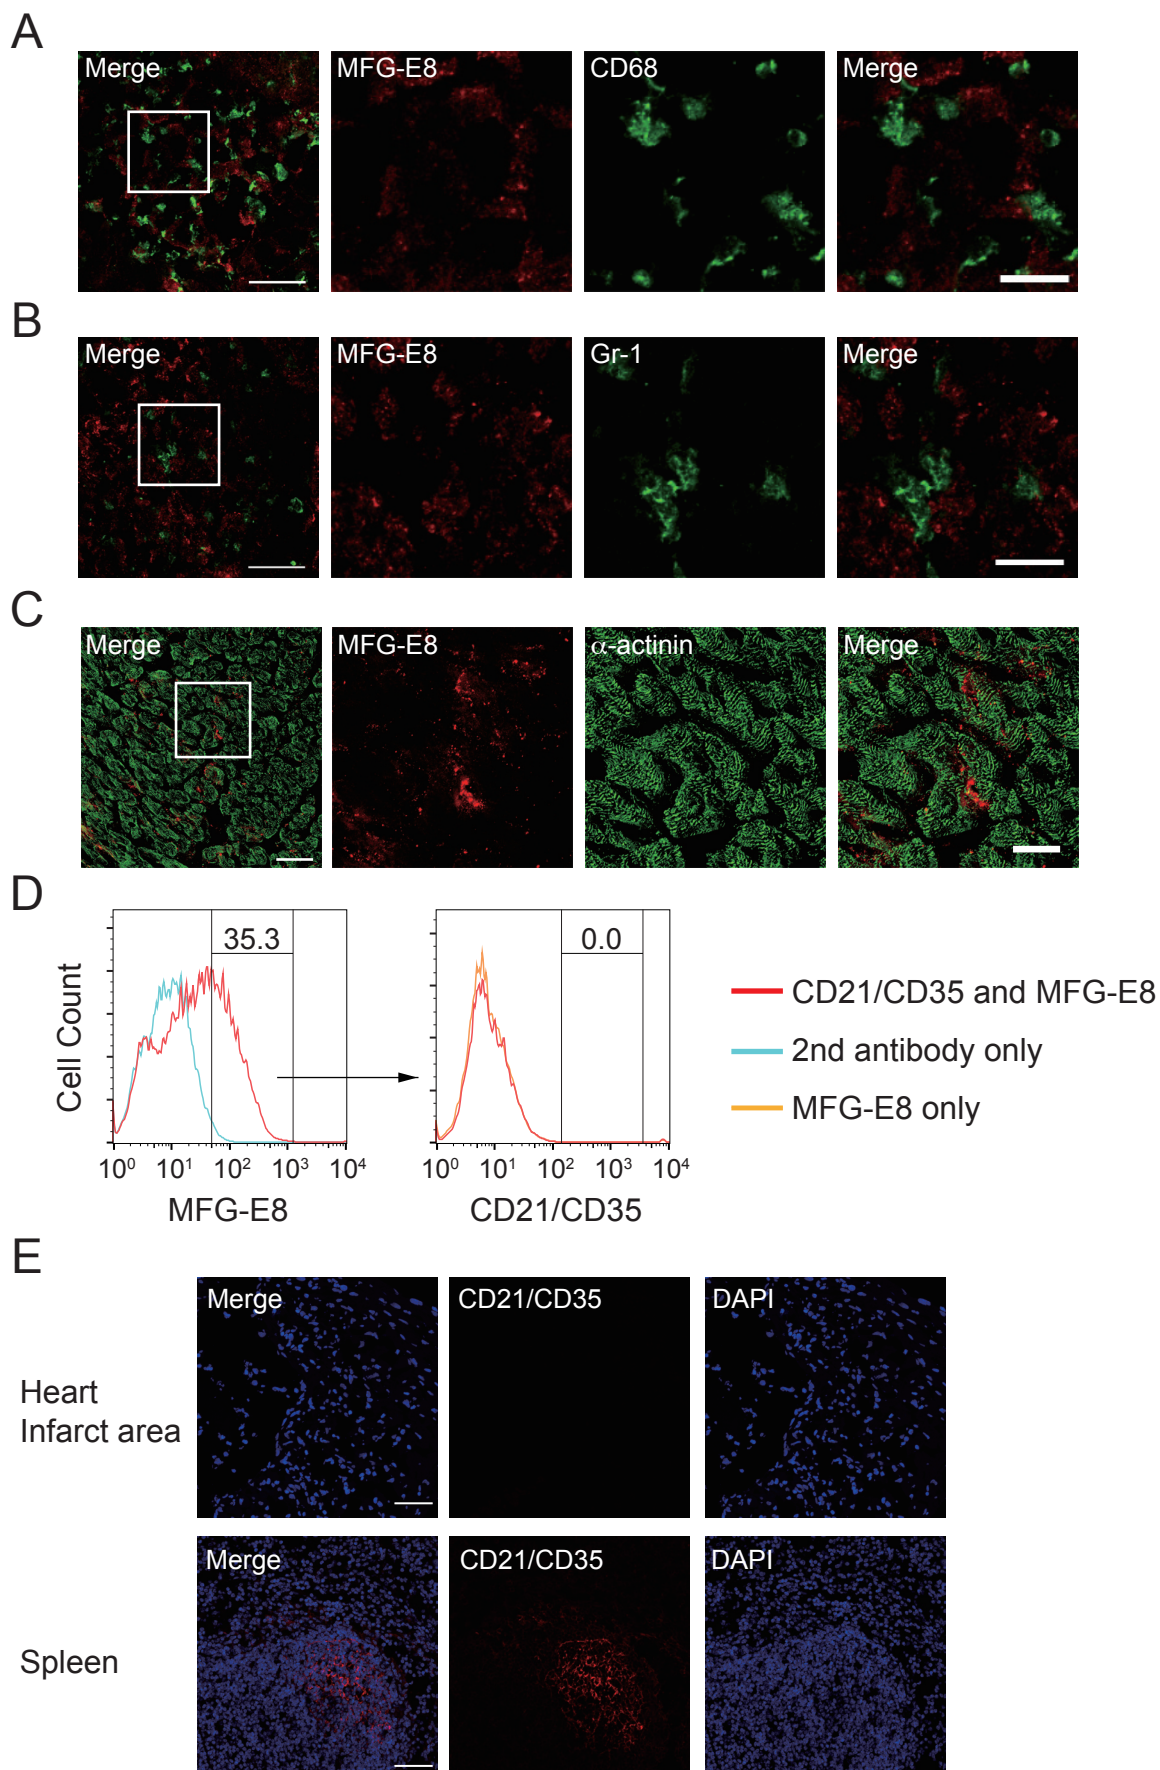 A
Merge
MFG-E8
CD68
Merge
B
Merge
MFG-E8
Gr-1
Merge
C
Merge
MFG-E8
α-actinin
Merge
D
Cell Count
35.3
10⁰ 10¹ 10² 10³ 10⁴
MFG-E8
0.0
10⁰ 10¹ 10² 10³ 10⁴
CD21/CD35
CD21/CD35 and MFG-E8
2nd antibody only
MFG-E8 only
E
Heart
Infarct area
Merge
CD21/CD35
DAPI
Spleen
Merge
CD21/CD35
DAPI